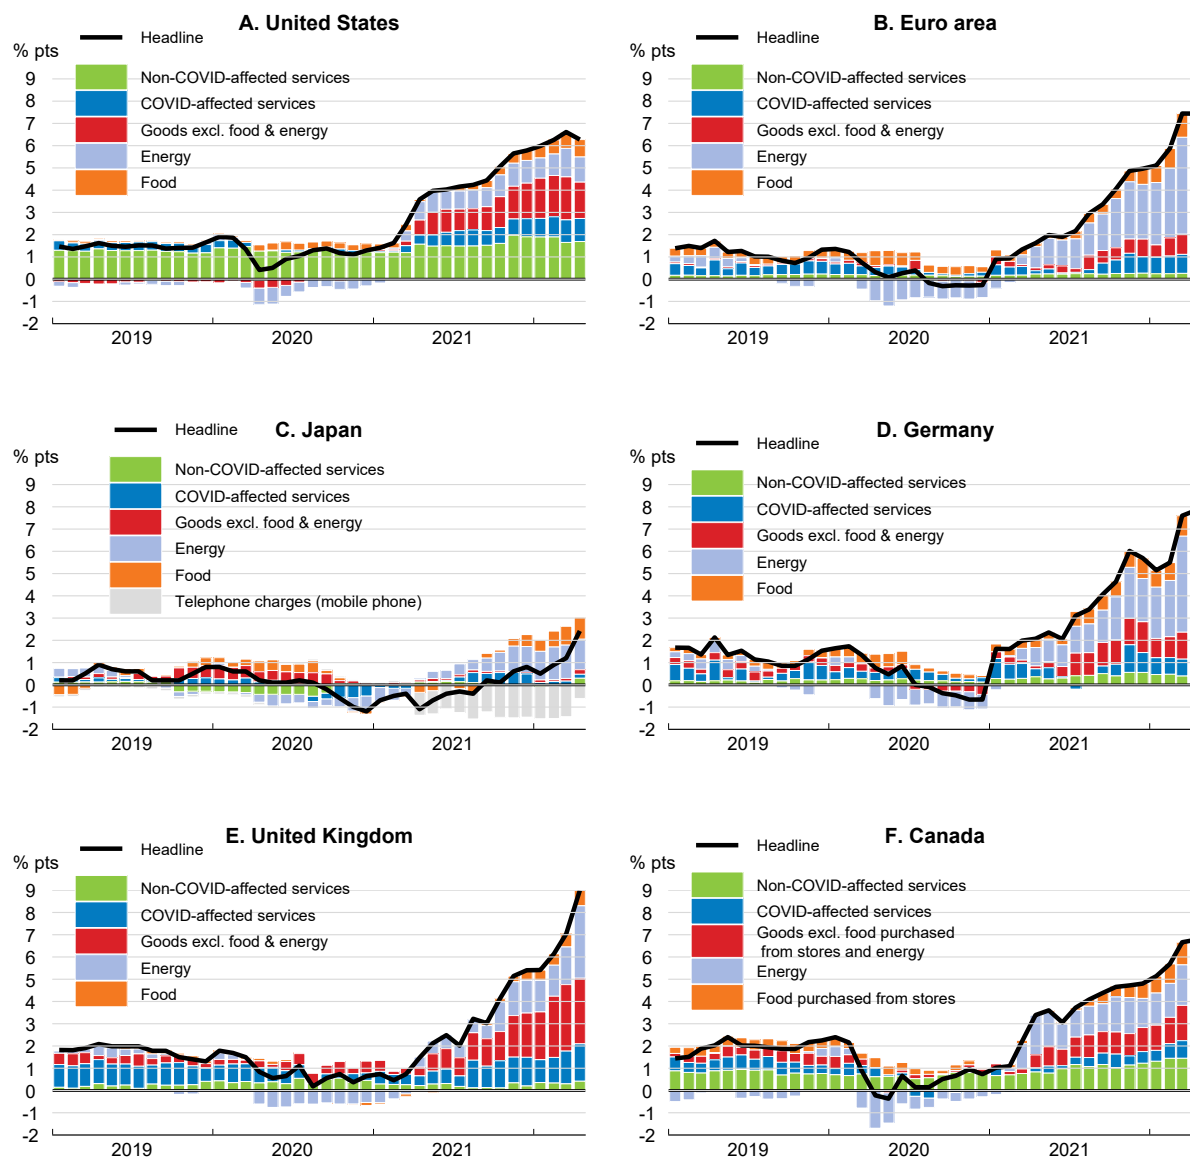 A. United States
Headline
% pts
9
8
7
6
5
4
3
2
1
0
-1
-2
Non-COVID-affected services
COVID-affected services
Goods excl. food & energy
Energy
Food
2019
2020
2021
B. Euro area
Headline
% pts
9
8
7
6
5
4
3
2
1
0
-1
-2
Non-COVID-affected services
COVID-affected services
Goods excl. food & energy
Energy
Food
2019
2020
2021
C. Japan
Headline
% pts
9
8
7
6
5
4
3
2
1
0
-1
-2
Non-COVID-affected services
COVID-affected services
Goods excl. food & energy
Energy
Food
Telephone charges (mobile phone)
2019
2020
2021
D. Germany
Headline
% pts
9
8
7
6
5
4
3
2
1
0
-1
-2
Non-COVID-affected services
COVID-affected services
Goods excl. food & energy
Energy
Food
2019
2020
2021
E. United Kingdom
Headline
% pts
9
8
7
6
5
4
3
2
1
0
-1
-2
Non-COVID-affected services
COVID-affected services
Goods excl. food & energy
Energy
Food
2019
2020
2021
F. Canada
Headline
% pts
9
8
7
6
5
4
3
2
1
0
-1
-2
Non-COVID-affected services
COVID-affected services
Goods excl. food purchased
from stores and energy
Energy
Food purchased from stores
2019
2020
2021